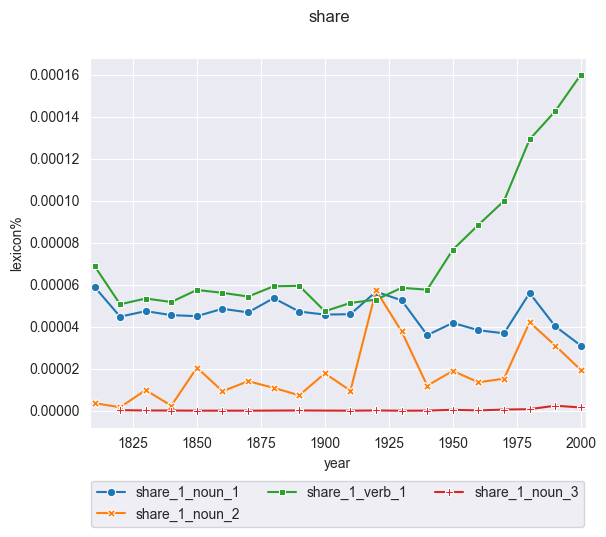 share
0.00016
0.00014
0.00012
0.00010
0.00008
0.00006
0.00004
0.00002
0.00000
lexicon%
1825 1850 1875 1900 1925 1950 1975 2000
year
share_1_noun_1 share_1_verb_1 share_1_noun_3
share_1_noun_2